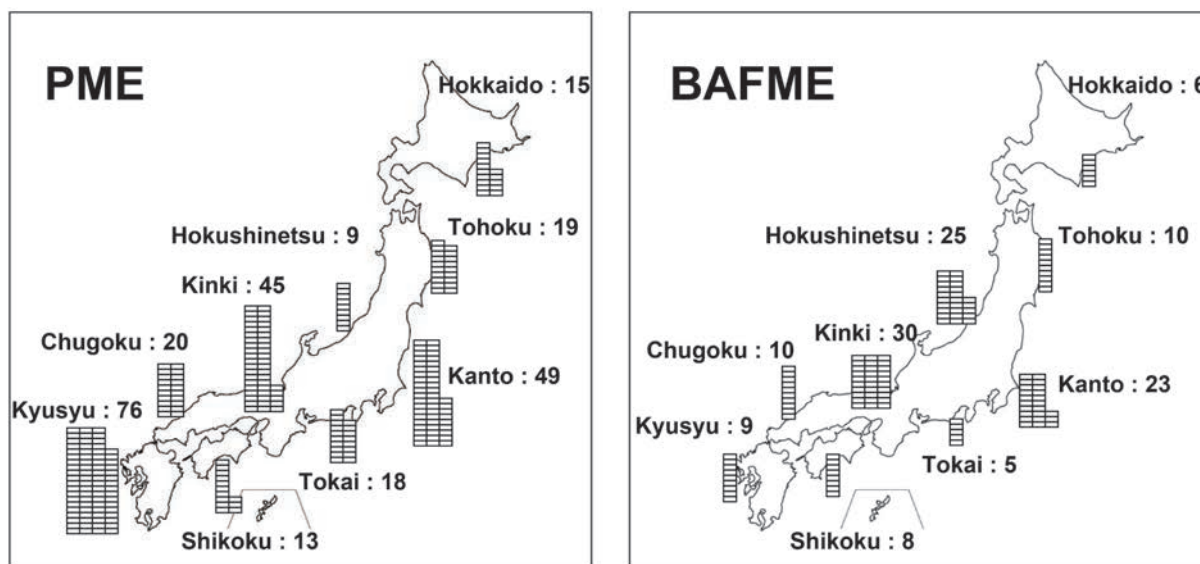 PME
Hokkaido : 15
Hokushinetsu : 9
Tohoku : 19
Kinki : 45
Chugoku : 20
Kanto : 49
Kyusyu : 76
Tokai : 18
Shikoku : 13
BAFME
Hokkaido : 6
Hokushinetsu : 25
Tohoku : 10
Kinki : 30
Chugoku : 10
Kanto : 23
Kyusyu : 9
Tokai : 5
Shikoku : 8